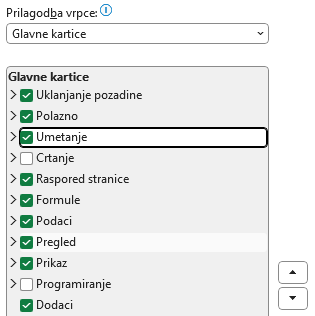 Prilagodba vrpce:
Glavne kartice
Glavne kartice
Uklanjanje pozadine
Polazno
Umetanje
Crtanje
Raspored stranice
Formule
Podaci
Pregled
Prikaz
Programiranje
Dodaci